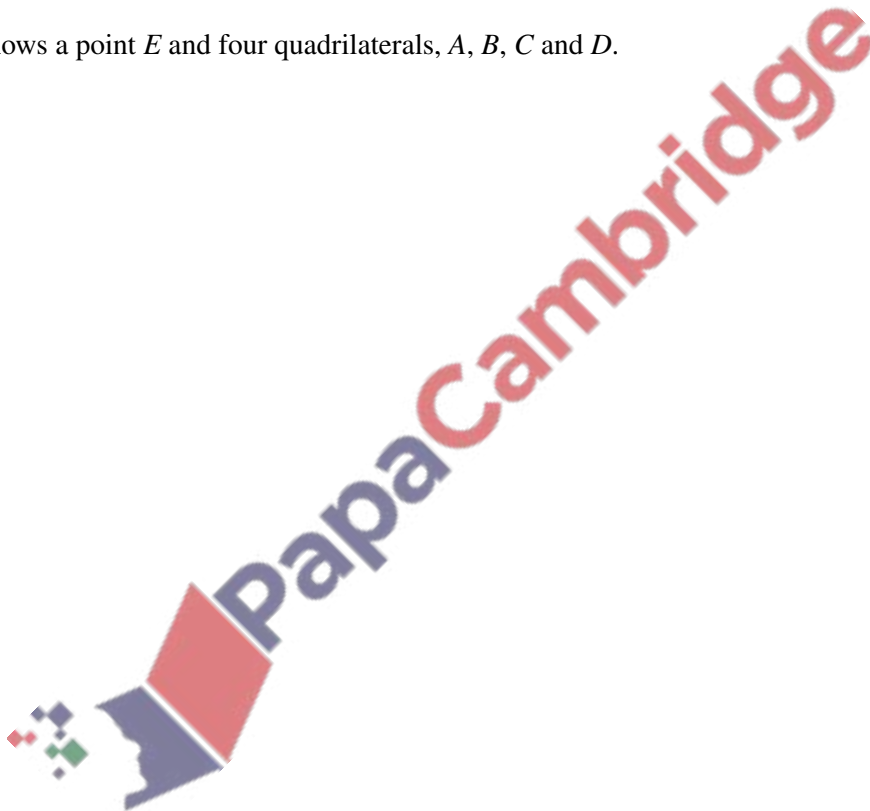 ows a point E and four quadrilaterals, A, B, C and D.
PapaCambridge